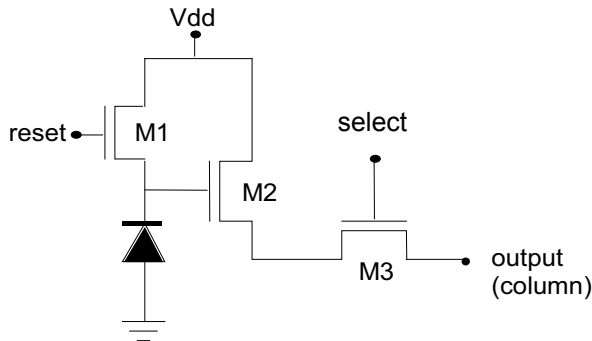 Vdd
reset
M1
select
M2
M3
output
(column)